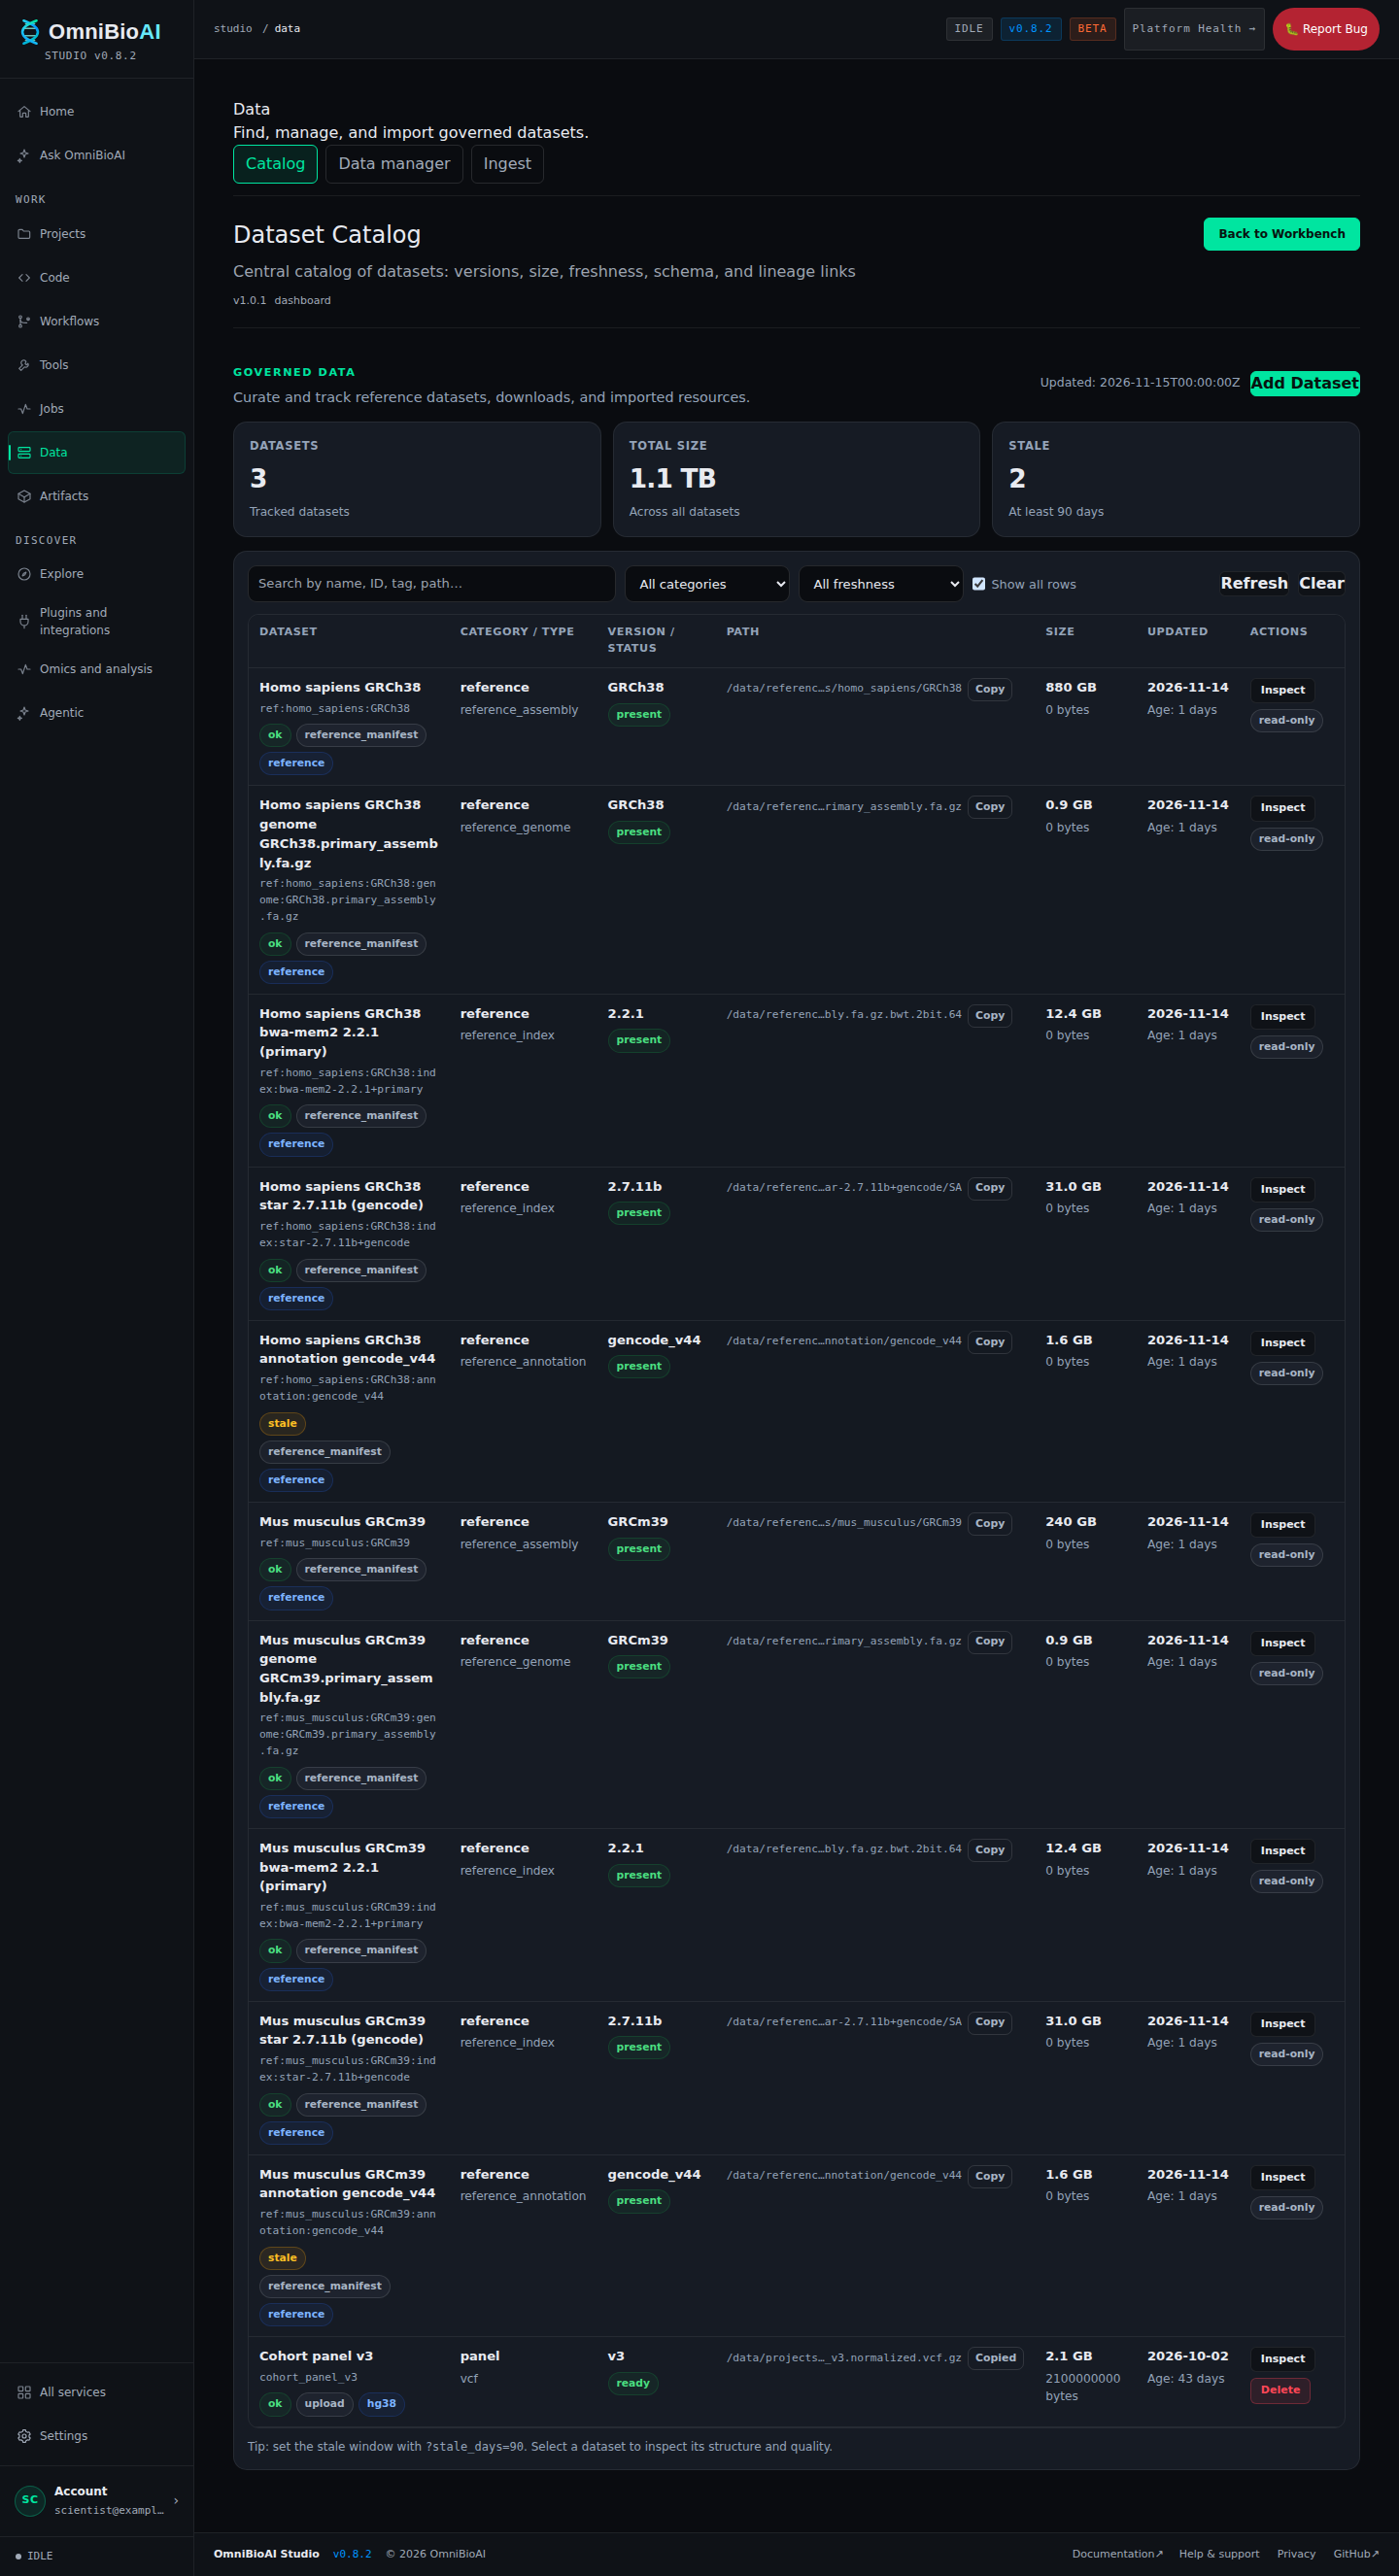 OmniBioAI
STUDIO v0.8.2
studio / data
IDLE
v0.8.2
BETA
Platform Health →
🐛 Report Bug
Home
Ask OmniBioAI
WORK
Projects
Code
Workflows
Tools
Jobs
Data
Artifacts
DISCOVER
Explore
Plugins and
integrations
Omics and analysis
Agentic
All services
Settings
SC
Account
scientist@exampl…
›
IDLE
Data
Find, manage, and import governed datasets.
Catalog
Data manager
Ingest
Dataset Catalog
Back to Workbench
Central catalog of datasets: versions, size, freshness, schema, and lineage links
v1.0.1 dashboard
GOVERNED DATA
Curate and track reference datasets, downloads, and imported resources.
Updated: 2026-11-15T00:00:00Z
Add Dataset
DATASETS
3
Tracked datasets
TOTAL SIZE
1.1 TB
Across all datasets
STALE
2
At least 90 days
Search by name, ID, tag, path…
All categories
All freshness
Show all rows
Refresh
Clear
DATASET
CATEGORY / TYPE
VERSION /
STATUS
PATH
SIZE
UPDATED
ACTIONS
Homo sapiens GRCh38
ref:homo_sapiens:GRCh38
ok
reference_manifest
reference
reference
reference_assembly
GRCh38
present
/data/referenc…s/homo_sapiens/GRCh38
Copy
880 GB
0 bytes
2026-11-14
Age: 1 days
Inspect
read-only
Homo sapiens GRCh38
genome
GRCh38.primary_assemb
ly.fa.gz
ref:homo_sapiens:GRCh38:gen
ome:GRCh38.primary_assembly
.fa.gz
ok
reference_manifest
reference
reference
reference_genome
GRCh38
present
/data/referenc…rimary_assembly.fa.gz
Copy
0.9 GB
0 bytes
2026-11-14
Age: 1 days
Inspect
read-only
Homo sapiens GRCh38
bwa-mem2 2.2.1
(primary)
ref:homo_sapiens:GRCh38:ind
ex:bwa-mem2-2.2.1+primary
ok
reference_manifest
reference
reference
reference_index
2.2.1
present
/data/referenc…bly.fa.gz.bwt.2bit.64
Copy
12.4 GB
0 bytes
2026-11-14
Age: 1 days
Inspect
read-only
Homo sapiens GRCh38
star 2.7.11b (gencode)
ref:homo_sapiens:GRCh38:ind
ex:star-2.7.11b+gencode
ok
reference_manifest
reference
reference
reference_index
2.7.11b
present
/data/referenc…ar-2.7.11b+gencode/SA
Copy
31.0 GB
0 bytes
2026-11-14
Age: 1 days
Inspect
read-only
Homo sapiens GRCh38
annotation gencode_v44
ref:homo_sapiens:GRCh38:ann
otation:gencode_v44
stale
reference_manifest
reference
reference
reference_annotation
gencode_v44
present
/data/referenc…nnotation/gencode_v44
Copy
1.6 GB
0 bytes
2026-11-14
Age: 1 days
Inspect
read-only
Mus musculus GRCm39
ref:mus_musculus:GRCm39
ok
reference_manifest
reference
reference
reference_assembly
GRCm39
present
/data/referenc…s/mus_musculus/GRCm39
Copy
240 GB
0 bytes
2026-11-14
Age: 1 days
Inspect
read-only
Mus musculus GRCm39
genome
GRCm39.primary_assem
bly.fa.gz
ref:mus_musculus:GRCm39:gen
ome:GRCm39.primary_assembly
.fa.gz
ok
reference_manifest
reference
reference
reference_genome
GRCm39
present
/data/referenc…rimary_assembly.fa.gz
Copy
0.9 GB
0 bytes
2026-11-14
Age: 1 days
Inspect
read-only
Mus musculus GRCm39
bwa-mem2 2.2.1
(primary)
ref:mus_musculus:GRCm39:ind
ex:bwa-mem2-2.2.1+primary
ok
reference_manifest
reference
reference
reference_index
2.2.1
present
/data/referenc…bly.fa.gz.bwt.2bit.64
Copy
12.4 GB
0 bytes
2026-11-14
Age: 1 days
Inspect
read-only
Mus musculus GRCm39
star 2.7.11b (gencode)
ref:mus_musculus:GRCm39:ind
ex:star-2.7.11b+gencode
ok
reference_manifest
reference
reference
reference_index
2.7.11b
present
/data/referenc…ar-2.7.11b+gencode/SA
Copy
31.0 GB
0 bytes
2026-11-14
Age: 1 days
Inspect
read-only
Mus musculus GRCm39
annotation gencode_v44
ref:mus_musculus:GRCm39:ann
otation:gencode_v44
stale
reference_manifest
reference
reference
reference_annotation
gencode_v44
present
/data/referenc…nnotation/gencode_v44
Copy
1.6 GB
0 bytes
2026-11-14
Age: 1 days
Inspect
read-only
Cohort panel v3
cohort_panel_v3
ok
upload
hg38
panel
vcf
v3
ready
/data/projects…_v3.normalized.vcf.gz
Copied
2.1 GB
2100000000
bytes
2026-10-02
Age: 43 days
Inspect
Delete
Tip: set the stale window with ?stale_days=90. Select a dataset to inspect its structure and quality.
OmniBioAI Studio v0.8.2 © 2026 OmniBioAI
Documentation↗ Help & support Privacy GitHub↗